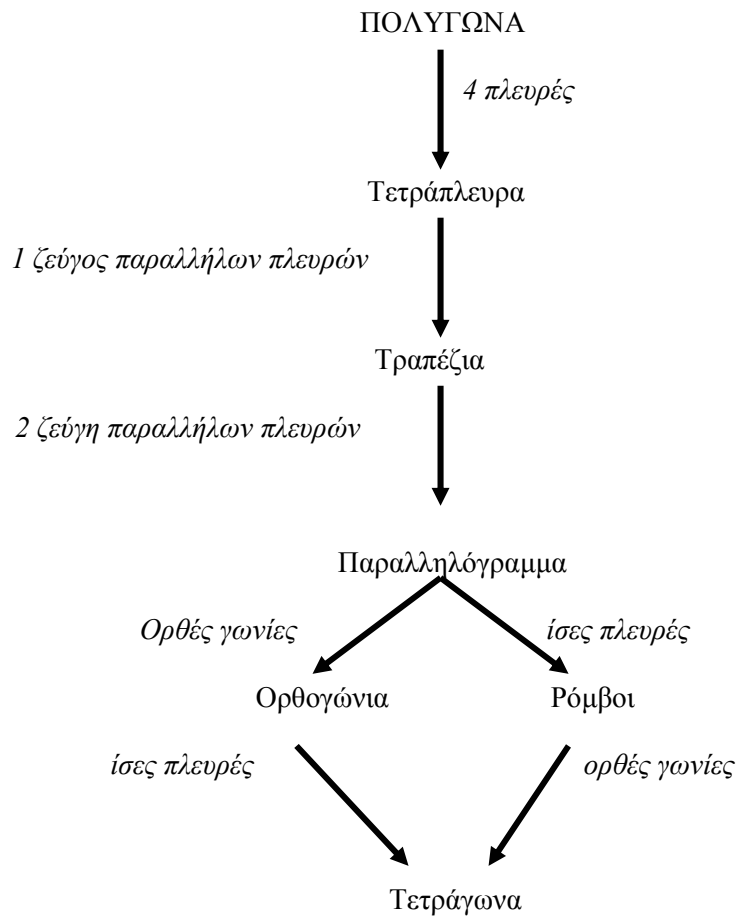 ΠΟΛΥΓΩΝΑ
4 πλευρές
Τετράπλευρα
1 ζεύγος παραλλήλων πλευρών
Τραπέζια
2 ζεύγη παραλλήλων πλευρών
Παραλληλόγραμμα
Ορθές γωνίες
ίσες πλευρές
Ορθογώνια
Ρόμβοι
ίσες πλευρές
ορθές γωνίες
Τετράγωνα